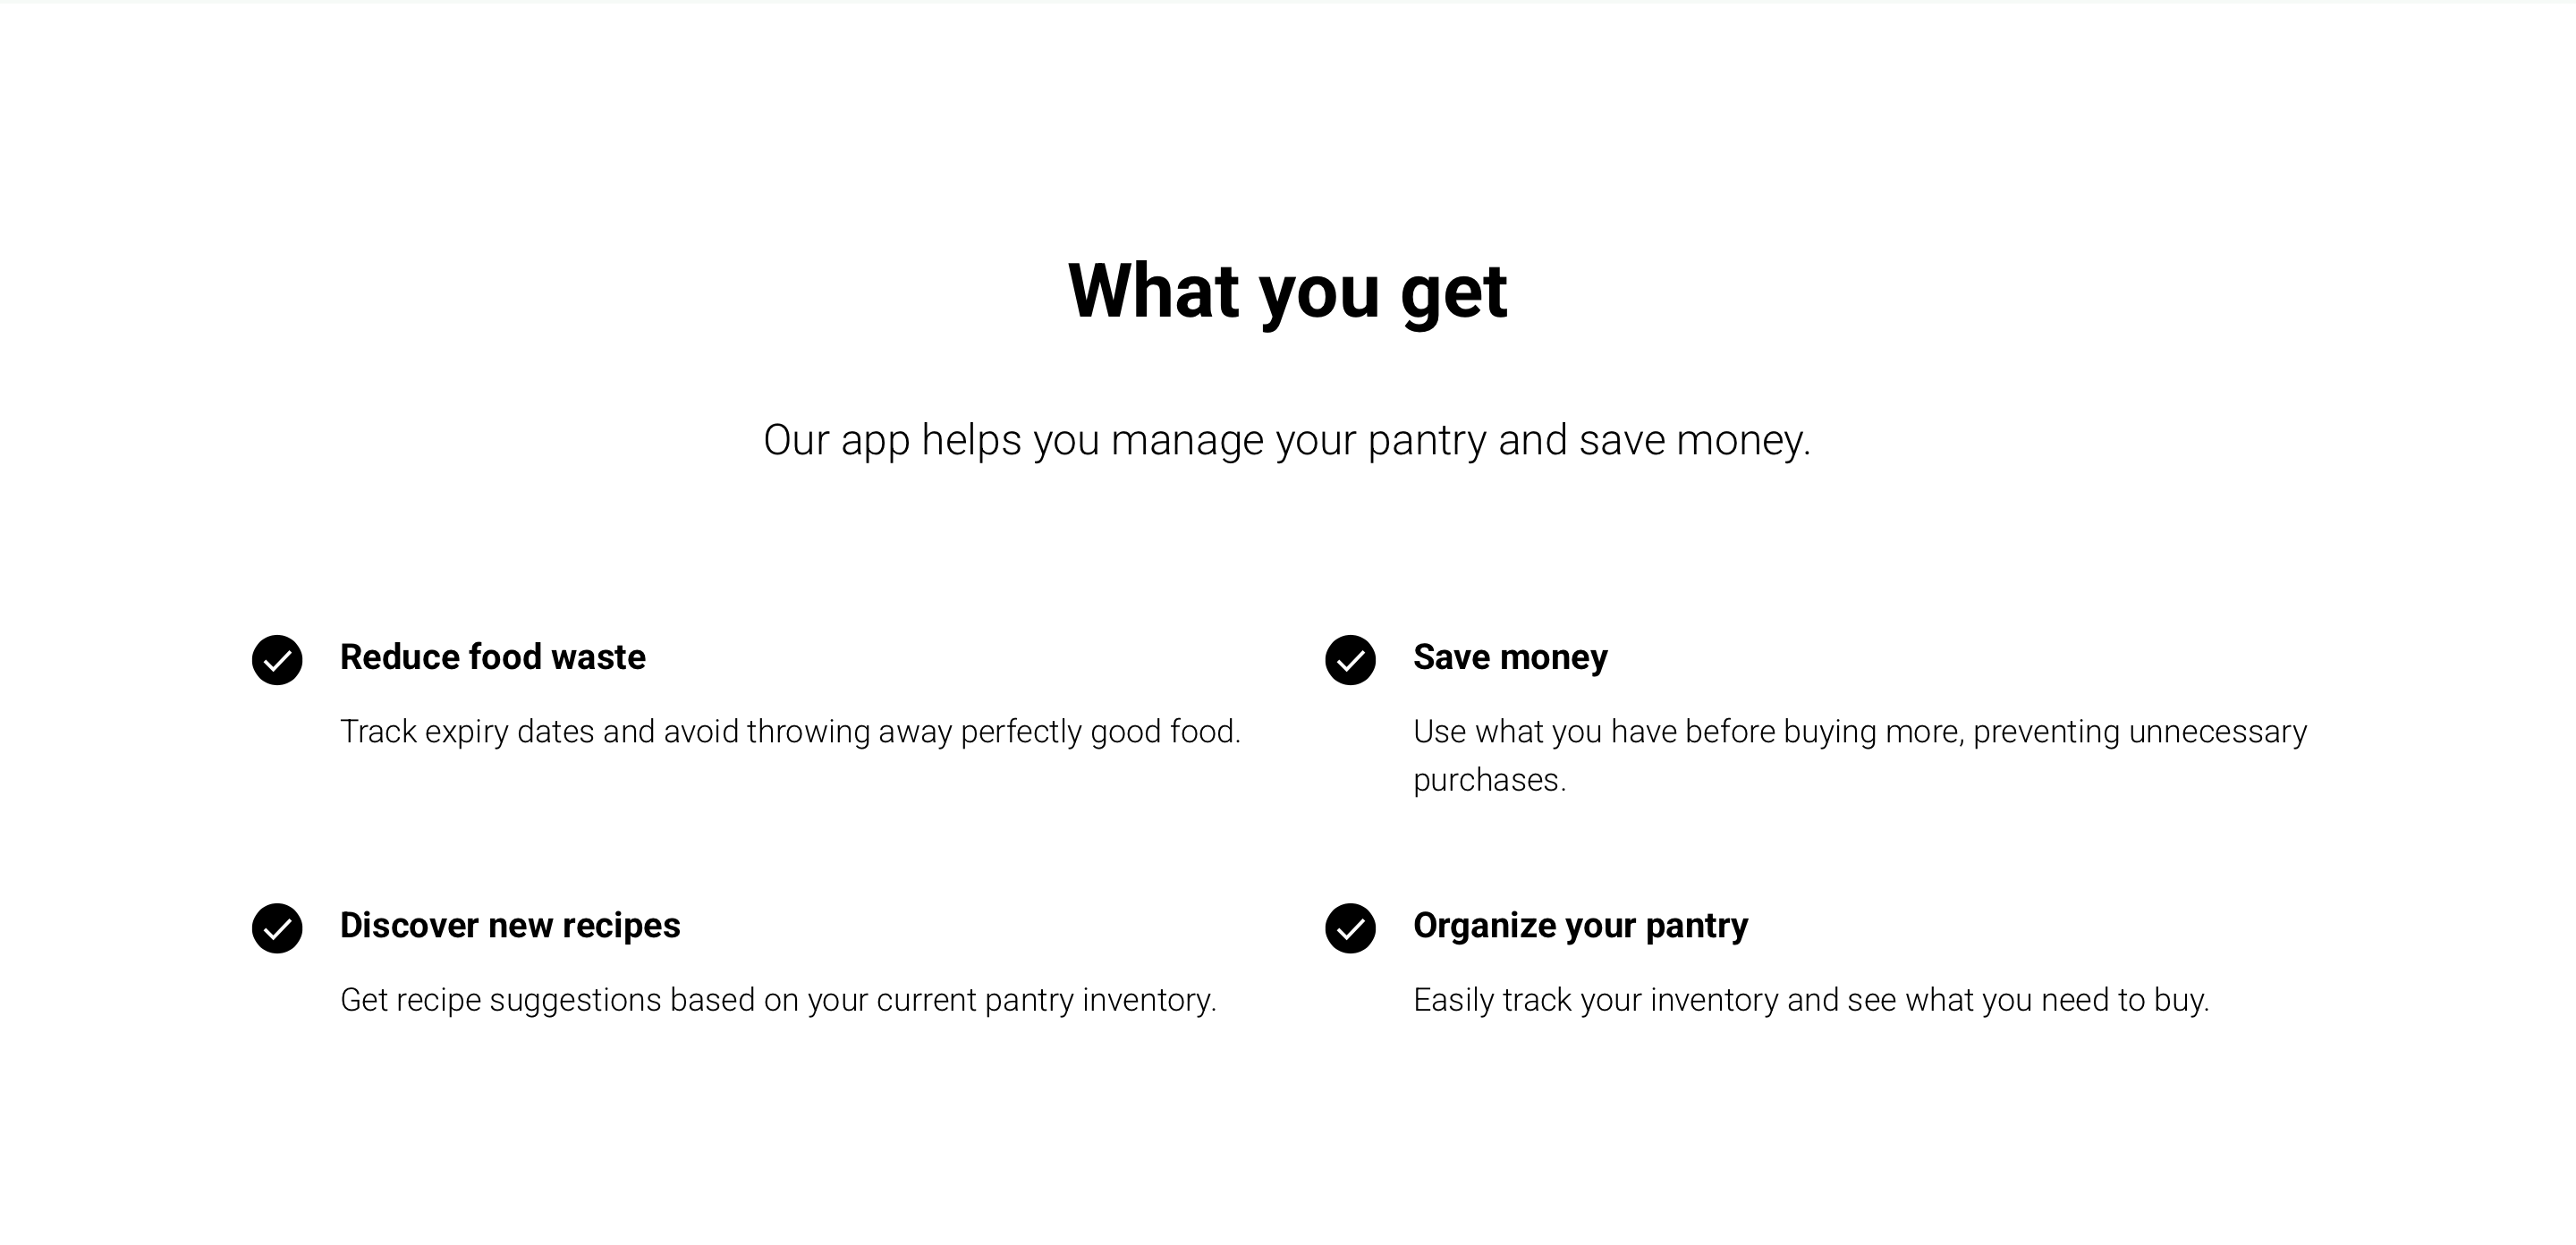 What you get
Our app helps you manage your pantry and save money.
Reduce food waste
Track expiry dates and avoid throwing away perfectly good food.
Save money
Use what you have before buying more, preventing unnecessary
purchases.
Discover new recipes
Get recipe suggestions based on your current pantry inventory.
Organize your pantry
Easily track your inventory and see what you need to buy.